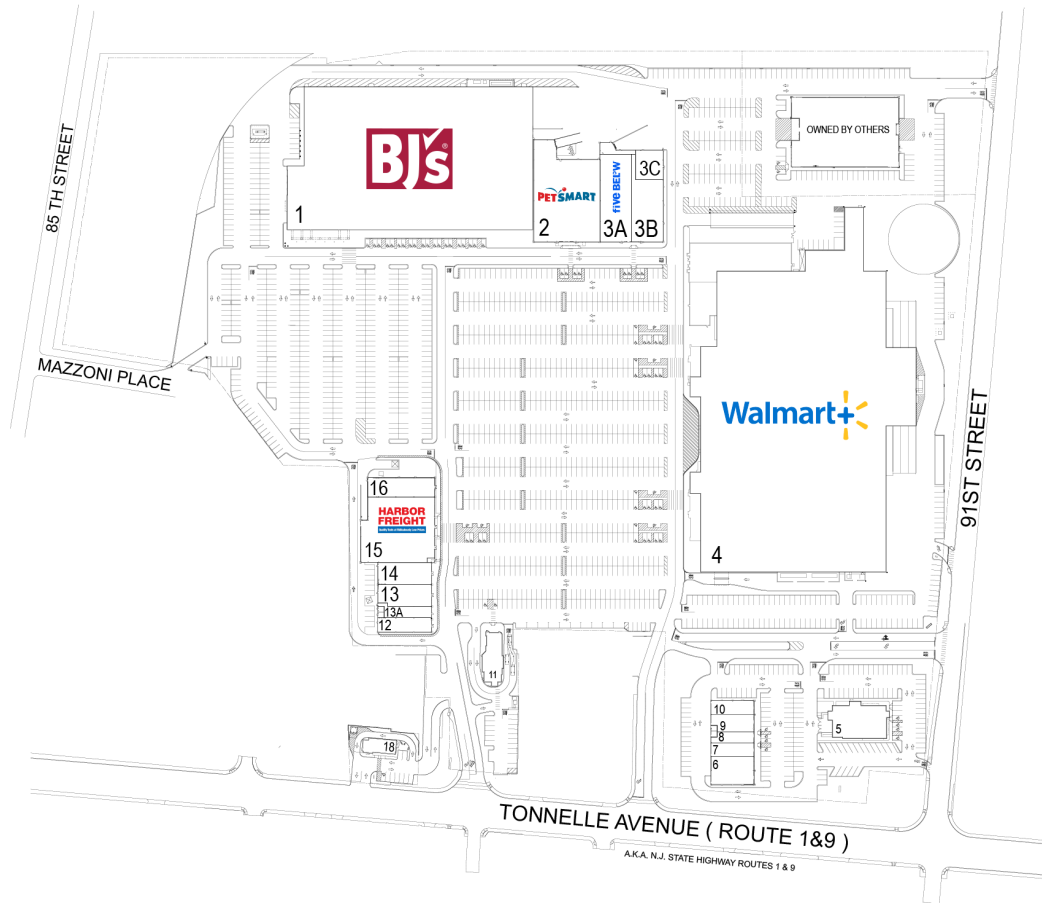 85 TH STREET
OWNED BY OTHERS
BJ's
®
PETSMART
five BEL°W
3C
1
2
3A
3B
MAZZONI PLACE
Walmart+
91ST STREET
16
HARBOR
FREIGHT
15
4
14
13
13A
12
11
10
9
8
7
6
5
18
TONNELLE AVENUE ( ROUTE 1&9 )
A.K.A. N.J. STATE HIGHWAY ROUTES 1 & 9